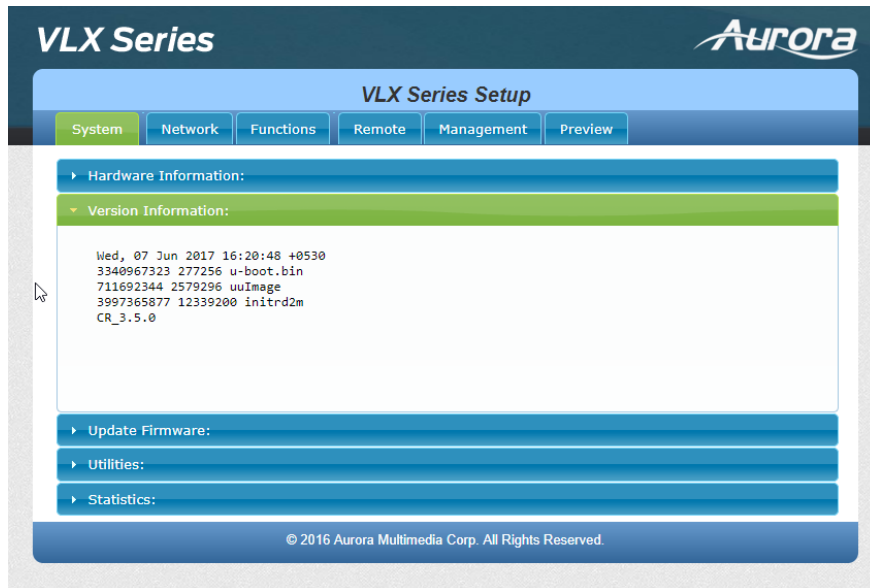 VLX Series
Aurora
VLX Series Setup
System Network Functions Remote Management Preview
Hardware Information:
Version Information:
Wed, 07 Jun 2017 16:20:48 +0530
3340967323 277256 u-boot.bin
711692344 2579296 uuImage
3997365877 12339200 initrd2m
CR_3.5.0
Update Firmware:
Utilities:
Statistics:
© 2016 Aurora Multimedia Corp. All Rights Reserved.